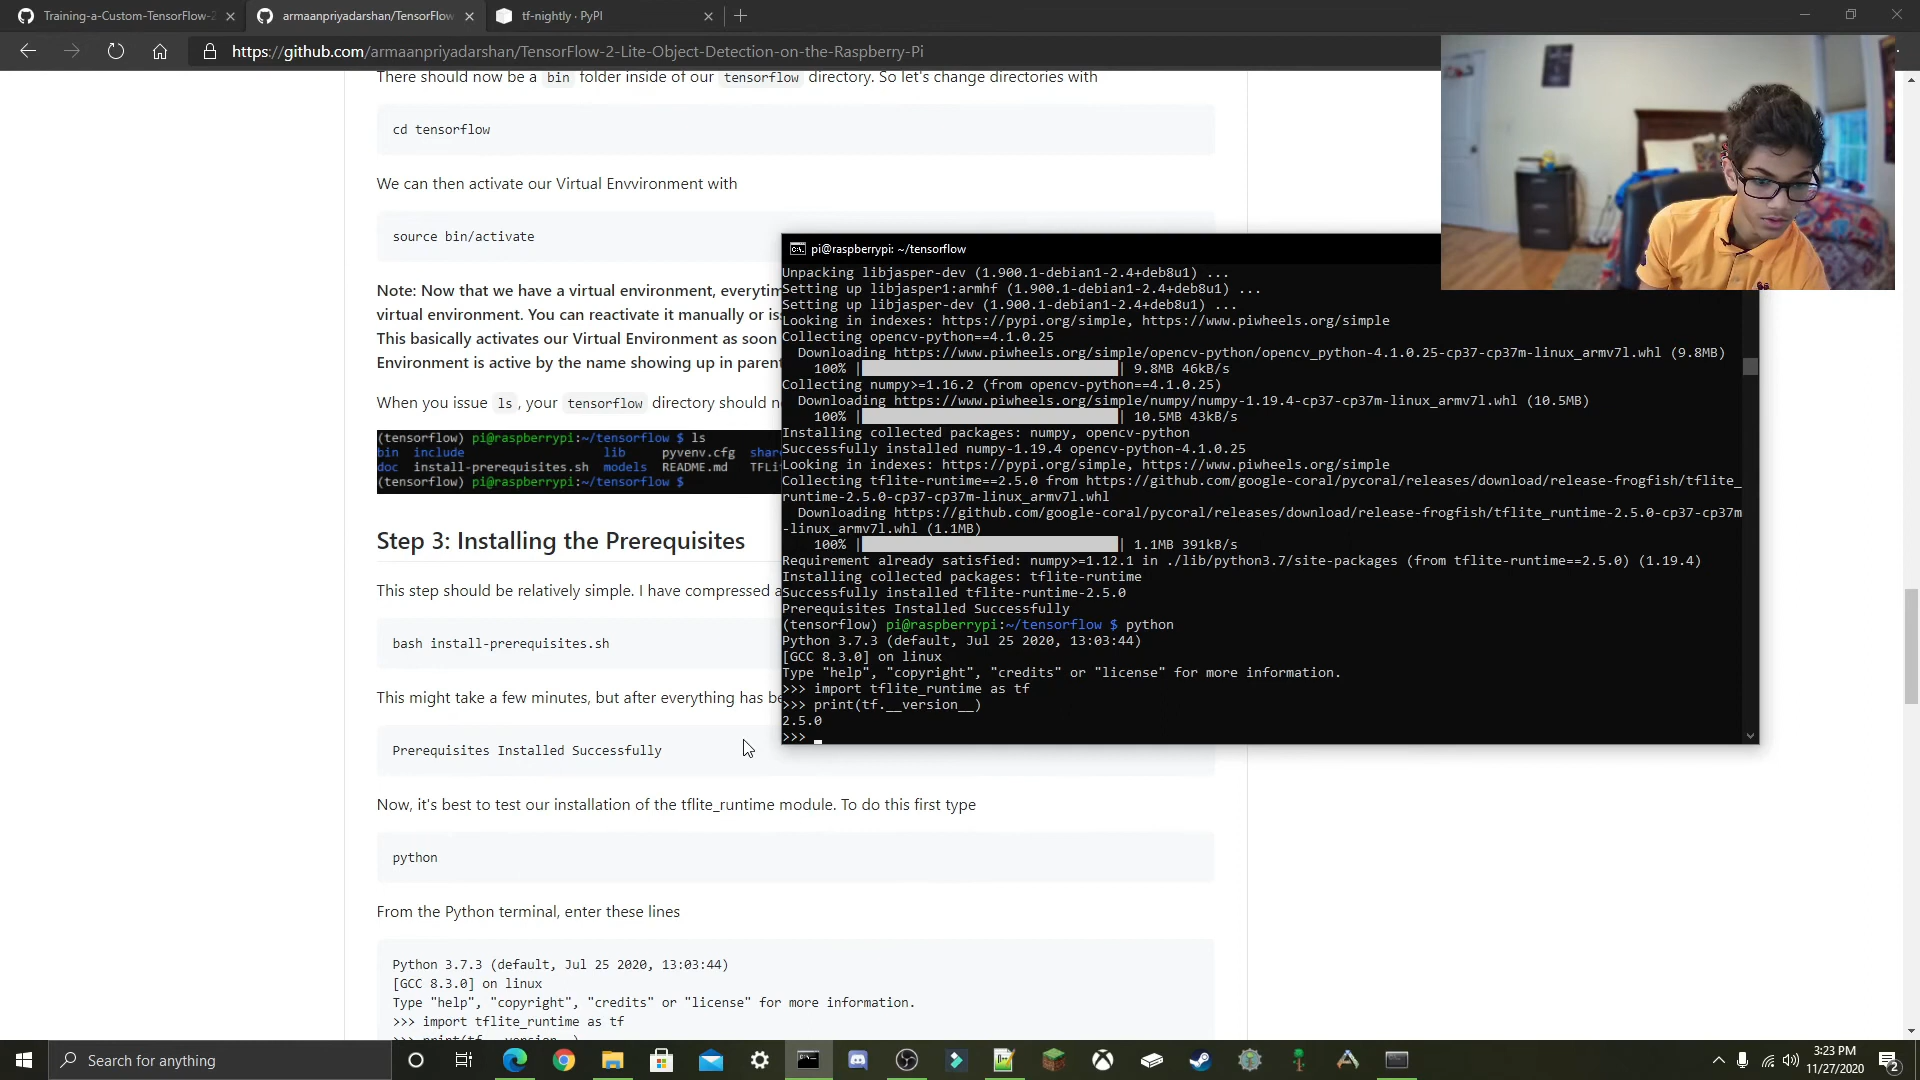 Training-a-Custom-TensorFlow-2
armaanpriyadarshan/TensorFlow
tf-nightly · PyPI
https://github.com/armaanpriyadarshan/TensorFlow-2-Lite-Object-Detection-on-the-Raspberry-Pi
There should now be a bin folder inside of our tensorflow directory. So let's change directories with
cd tensorflow
We can then activate our Virtual Envvironment with
source bin/activate
Note: Now that we have a virtual environment, everytim
virtual environment. You can reactivate it manually or is
This basically activates our Virtual Environment as soon
Environment is active by the name showing up in paren
When you issue ls, your tensorflow directory should n
(tensorflow) pi@raspberrypi:~/tensorflow $ ls
bin include lib pyvenv.cfg shar
doc install-prerequisites.sh models README.md TFLi
(tensorflow) pi@raspberrypi:~/tensorflow $
Step 3: Installing the Prerequisites
This step should be relatively simple. I have compressed a
bash install-prerequisites.sh
This might take a few minutes, but after everything has be
Prerequisites Installed Successfully
Now, it's best to test our installation of the tflite_runtime module. To do this first type
python
From the Python terminal, enter these lines
Python 3.7.3 (default, Jul 25 2020, 13:03:44)
[GCC 8.3.0] on linux
Type "help", "copyright", "credits" or "license" for more information.
>>> import tflite_runtime as tf
pi@raspberrypi: ~/tensorflow
Unpacking libjasper-dev (1.900.1-debian1-2.4+deb8u1) ...
Setting up libjasper1:armhf (1.900.1-debian1-2.4+deb8u1) ...
Setting up libjasper-dev (1.900.1-debian1-2.4+deb8u1) ...
Looking in indexes: https://pypi.org/simple, https://www.piwheels.org/simple
Collecting opencv-python==4.1.0.25
Downloading https://www.piwheels.org/simple/opencv-python/opencv_python-4.1.0.25-cp37-cp37m-linux_armv7l.whl (9.8MB)
100% | | 9.8MB 46kB/s
Collecting numpy>=1.16.2 (from opencv-python==4.1.0.25)
Downloading https://www.piwheels.org/simple/numpy/numpy-1.19.4-cp37-cp37m-linux_armv7l.whl (10.5MB)
100% | | 10.5MB 43kB/s
Installing collected packages: numpy, opencv-python
Successfully installed numpy-1.19.4 opencv-python-4.1.0.25
Looking in indexes: https://pypi.org/simple, https://www.piwheels.org/simple
Collecting tflite-runtime==2.5.0 from https://github.com/google-coral/pycoral/releases/download/release-frogfish/tflite_
runtime-2.5.0-cp37-cp37m-linux_armv7l.whl
Downloading https://github.com/google-coral/pycoral/releases/download/release-frogfish/tflite_runtime-2.5.0-cp37-cp37m
-linux_armv7l.whl (1.1MB)
100% | | 1.1MB 391kB/s
Requirement already satisfied: numpy>=1.12.1 in ./lib/python3.7/site-packages (from tflite-runtime==2.5.0) (1.19.4)
Installing collected packages: tflite-runtime
Successfully installed tflite-runtime-2.5.0
Prerequisites Installed Successfully
(tensorflow) pi@raspberrypi:~/tensorflow $ python
Python 3.7.3 (default, Jul 25 2020, 13:03:44)
[GCC 8.3.0] on linux
Type "help", "copyright", "credits" or "license" for more information.
>>> import tflite_runtime as tf
>>> print(tf.__version__)
2.5.0
>>>
Search for anything
3:23 PM
11/27/2020
2